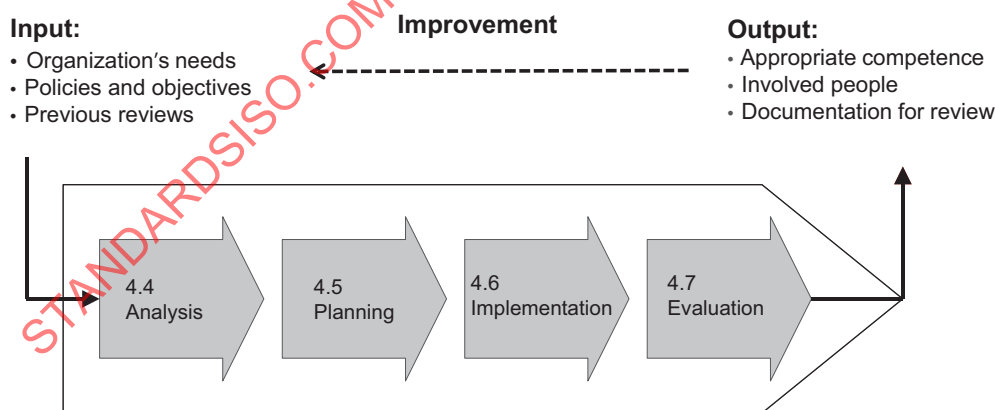 Input:
• Organization's needs
• Policies and objectives
• Previous reviews
Improvement
Output:
• Appropriate competence
• Involved people
• Documentation for review
4.4
Analysis
4.5
Planning
4.6
Implementation
4.7
Evaluation
STANDARDSISO.COM